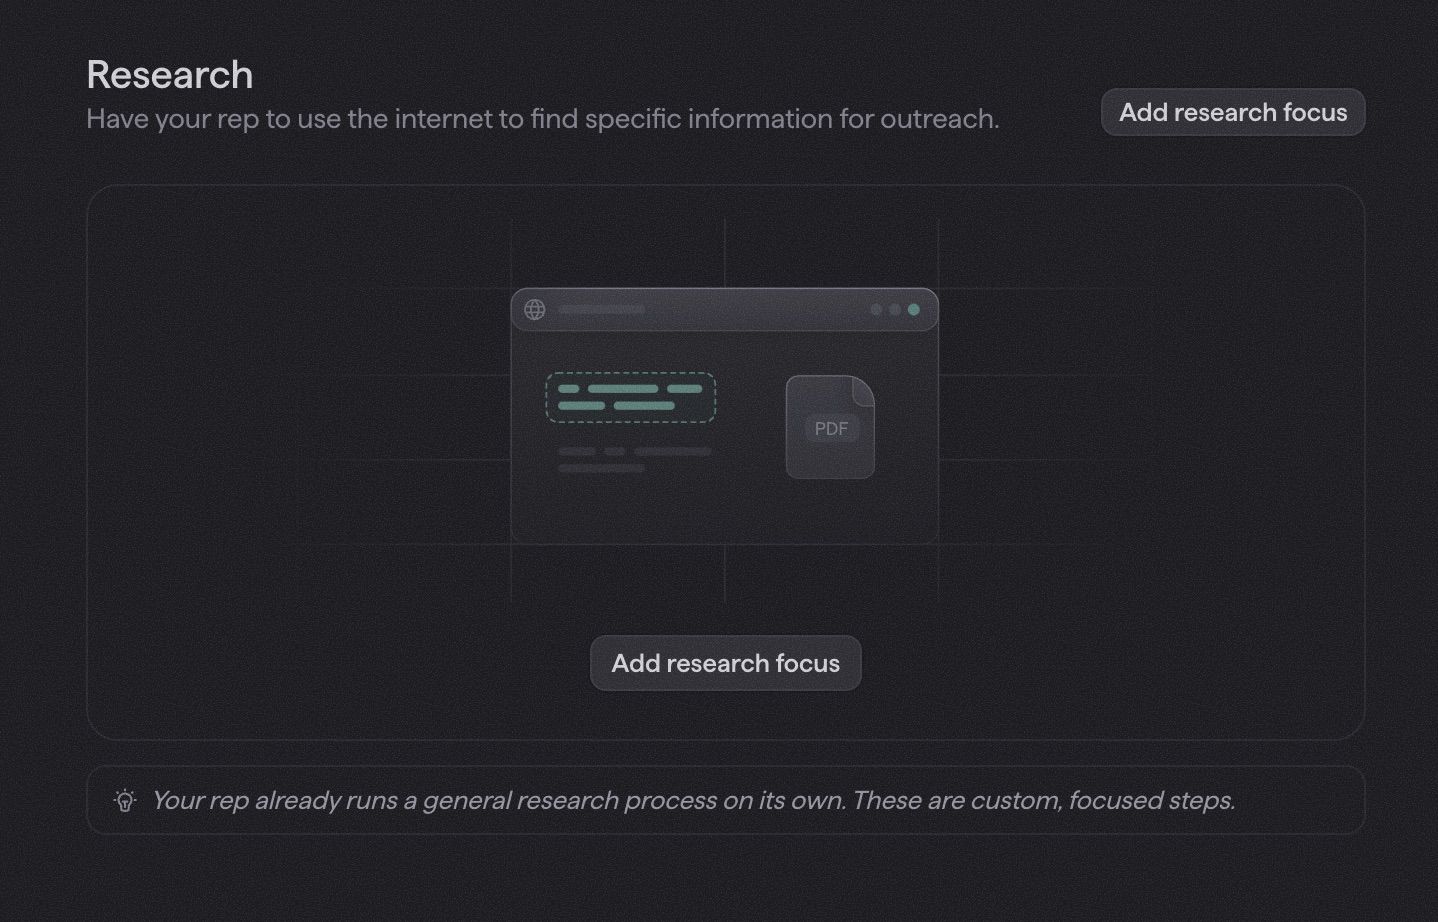 Research
Have your rep to use the internet to find specific information for outreach.
Add research focus
PDF
Add research focus
Your rep already runs a general research process on its own. These are custom, focused steps.